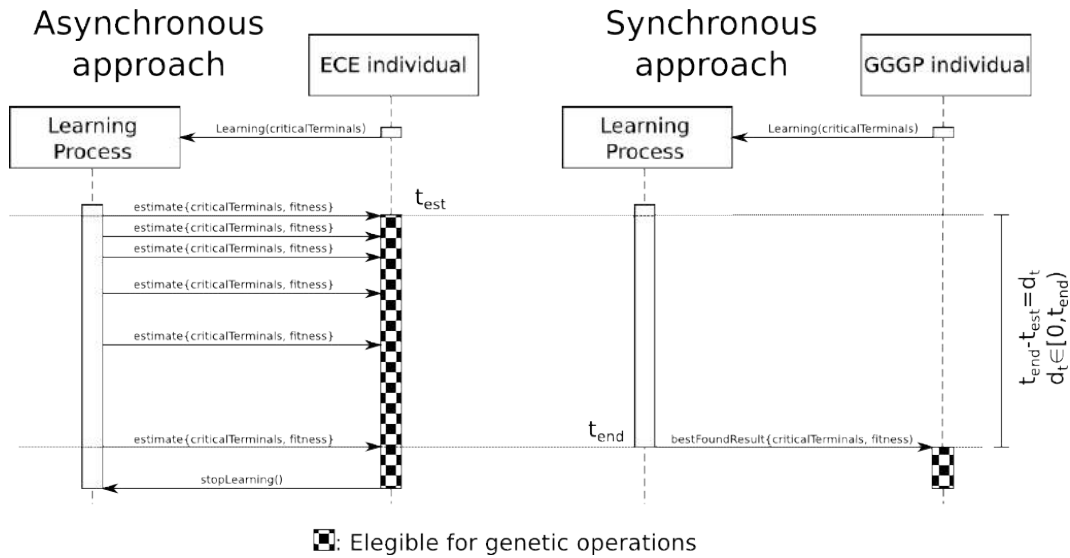 Asynchronous
approach
ECE individual
Learning
Process
Learning(criticalTerminals)
estimate{criticalTerminals, fitness}
t_est
estimate{criticalTerminals, fitness}
estimate{criticalTerminals, fitness}
estimate{criticalTerminals, fitness}
estimate{criticalTerminals, fitness}
estimate{criticalTerminals, fitness}
stopLearning()
Synchronous
approach
GGGP individual
Learning
Process
Learning(criticalTerminals)
t_end
bestFoundResult{criticalTerminals, fitness)
t_end-t_est=d_t
d_t∈[0,t_end)
: Elegible for genetic operations